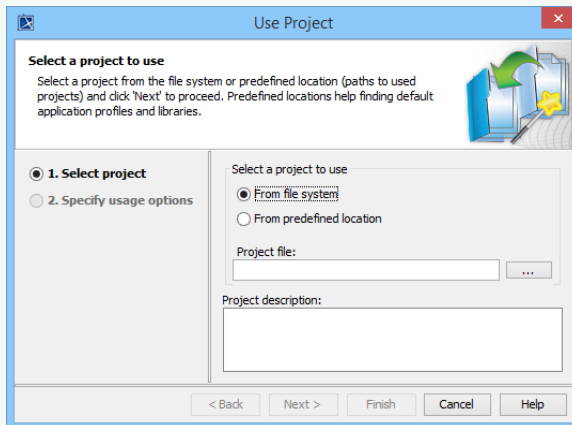 Use Project
Select a project to use
Select a project from the file system or predefined location (paths to used
projects) and click 'Next' to proceed. Predefined locations help finding default
application profiles and libraries.
1. Select project
2. Specify usage options
Select a project to use
From file system
From predefined location
Project file:
...
Project description:
< Back Next > Finish Cancel Help